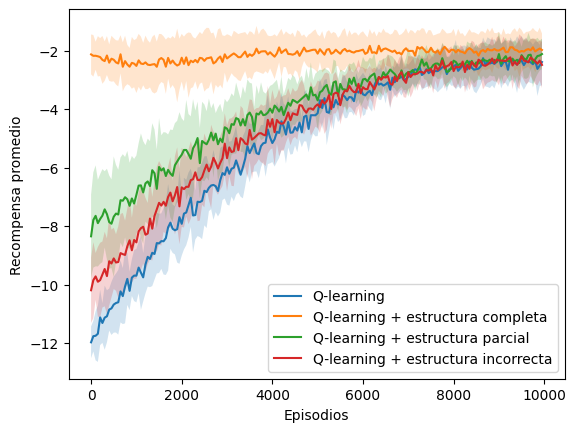 Recompensa promedio
−2
−4
−6
−8
−10
−12
0
2000
4000
6000
8000
10000
Episodios
Q-learning
Q-learning + estructura completa
Q-learning + estructura parcial
Q-learning + estructura incorrecta